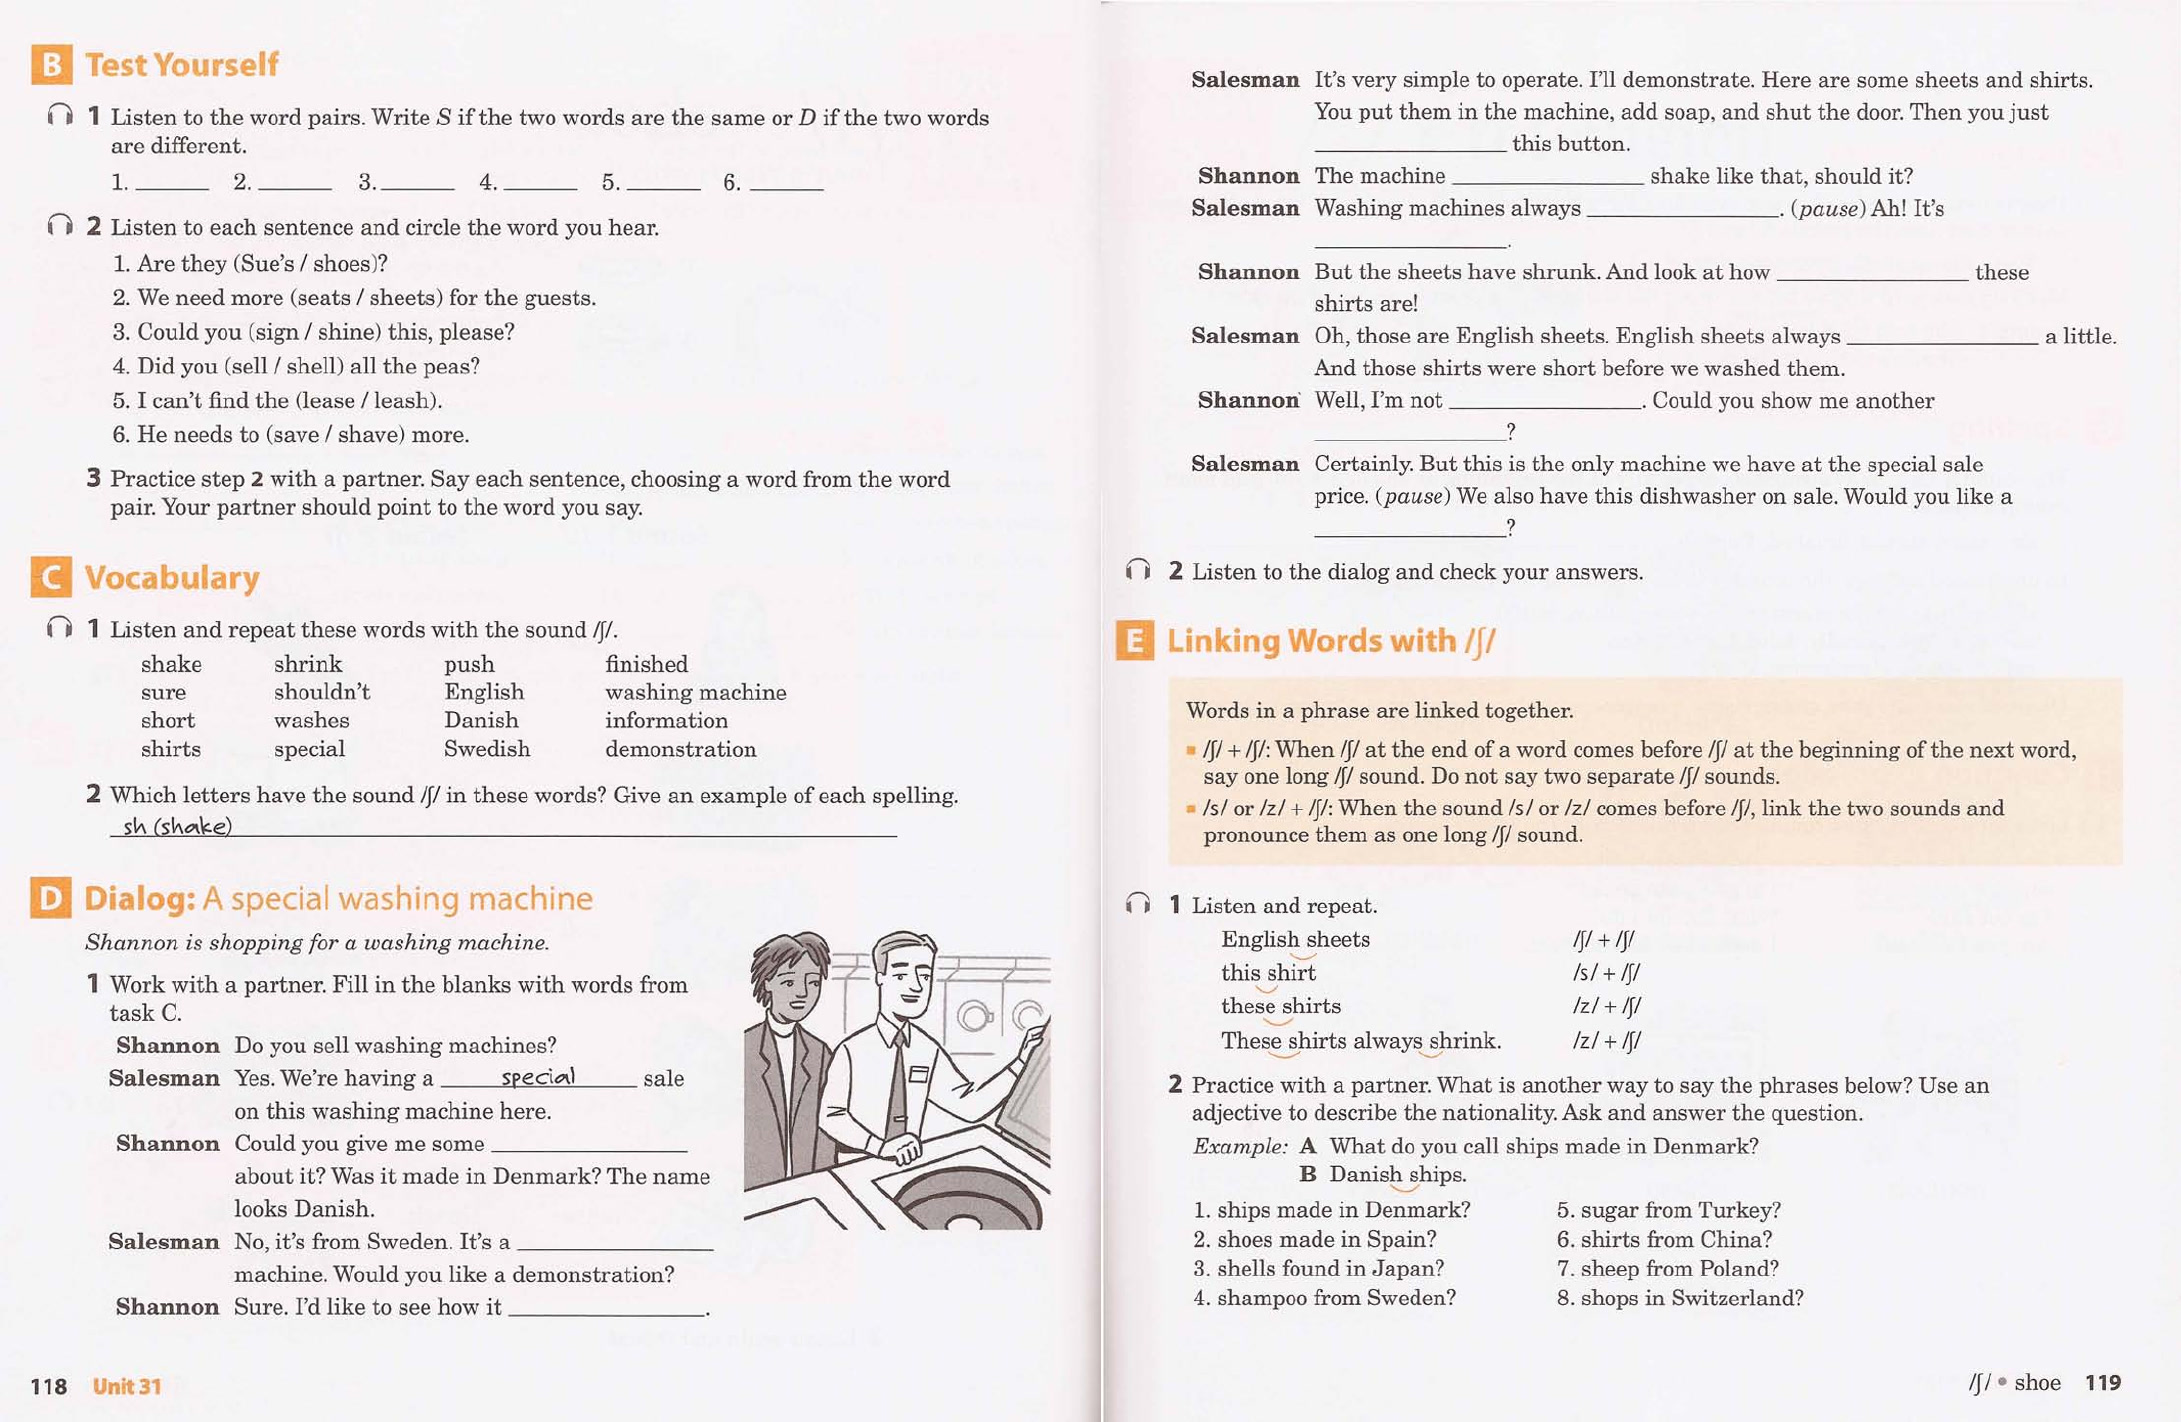 B Test Yourself
1 Listen to the word pairs. Write S if the two words are the same or D if the two words
are different.
1. ______ 2. ______ 3. ______ 4. ______ 5. ______ 6. ______
2 Listen to each sentence and circle the word you hear.
1. Are they (Sue's / shoes)?
2. We need more (seats / sheets) for the guests.
3. Could you (sign / shine) this, please?
4. Did you (sell / shell) all the peas?
5. I can't find the (lease / leash).
6. He needs to (save / shave) more.
3 Practice step 2 with a partner. Say each sentence, choosing a word from the word
pair. Your partner should point to the word you say.
C Vocabulary
1 Listen and repeat these words with the sound /ʃ/.
shake shrink push finished
sure shouldn't English washing machine
short washes Danish information
shirts special Swedish demonstration
2 Which letters have the sound /ʃ/ in these words? Give an example of each spelling.
sh (shake)
D Dialog: A special washing machine
Shannon is shopping for a washing machine.
1 Work with a partner. Fill in the blanks with words from
task C.
Shannon Do you sell washing machines?
Salesman Yes. We're having a special sale
on this washing machine here.
Shannon Could you give me some ______
about it? Was it made in Denmark? The name
looks Danish.
Salesman No, it's from Sweden. It's a ______
machine. Would you like a demonstration?
Shannon Sure. I'd like to see how it ______.
118 Unit 31
Salesman It's very simple to operate. I'll demonstrate. Here are some sheets and shirts.
You put them in the machine, add soap, and shut the door. Then you just
______ this button.
Shannon The machine ______ shake like that, should it?
Salesman Washing machines always ______. (pause) Ah! It's
______.
Shannon But the sheets have shrunk. And look at how ______ these
shirts are!
Salesman Oh, those are English sheets. English sheets always ______ a little.
And those shirts were short before we washed them.
Shannon Well, I'm not ______. Could you show me another
______?
Salesman Certainly. But this is the only machine we have at the special sale
price. (pause) We also have this dishwasher on sale. Would you like a
______?
2 Listen to the dialog and check your answers.
E Linking Words with /ʃ/
Words in a phrase are linked together.
▪ /ʃ/ + /ʃ/: When /ʃ/ at the end of a word comes before /ʃ/ at the beginning of the next word,
say one long /ʃ/ sound. Do not say two separate /ʃ/ sounds.
▪ /s/ or /z/ + /ʃ/: When the sound /s/ or /z/ comes before /ʃ/, link the two sounds and
pronounce them as one long /ʃ/ sound.
1 Listen and repeat.
English sheets /ʃ/ + /ʃ/
this shirt /s/ + /ʃ/
these shirts /z/ + /ʃ/
These shirts always shrink. /z/ + /ʃ/
2 Practice with a partner. What is another way to say the phrases below? Use an
adjective to describe the nationality. Ask and answer the question.
Example: A What do you call ships made in Denmark?
B Danish ships.
1. ships made in Denmark? 5. sugar from Turkey?
2. shoes made in Spain? 6. shirts from China?
3. shells found in Japan? 7. sheep from Poland?
4. shampoo from Sweden? 8. shops in Switzerland?
/ʃ/ • shoe 119